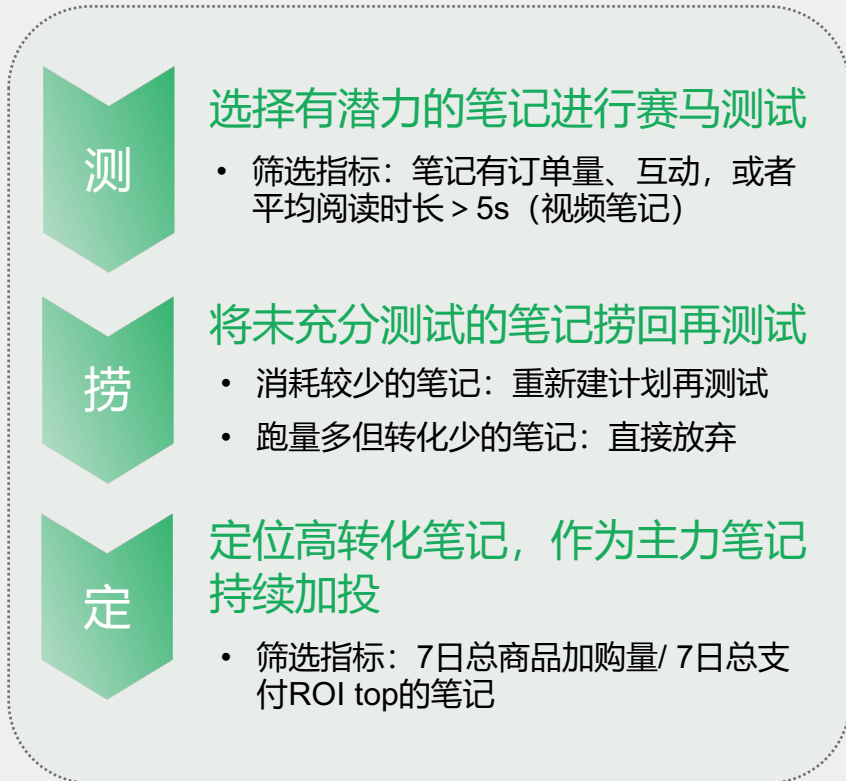 测
选择有潜力的笔记进行赛马测试
• 筛选指标：笔记有订单量、互动，或者
平均阅读时长 > 5s（视频笔记）
捞
将未充分测试的笔记捞回再测试
• 消耗较少的笔记：重新建计划再测试
• 跑量多但转化少的笔记：直接放弃
定
定位高转化笔记，作为主力笔记
持续加投
• 筛选指标：7日总商品加购量/ 7日总支
付ROI top的笔记